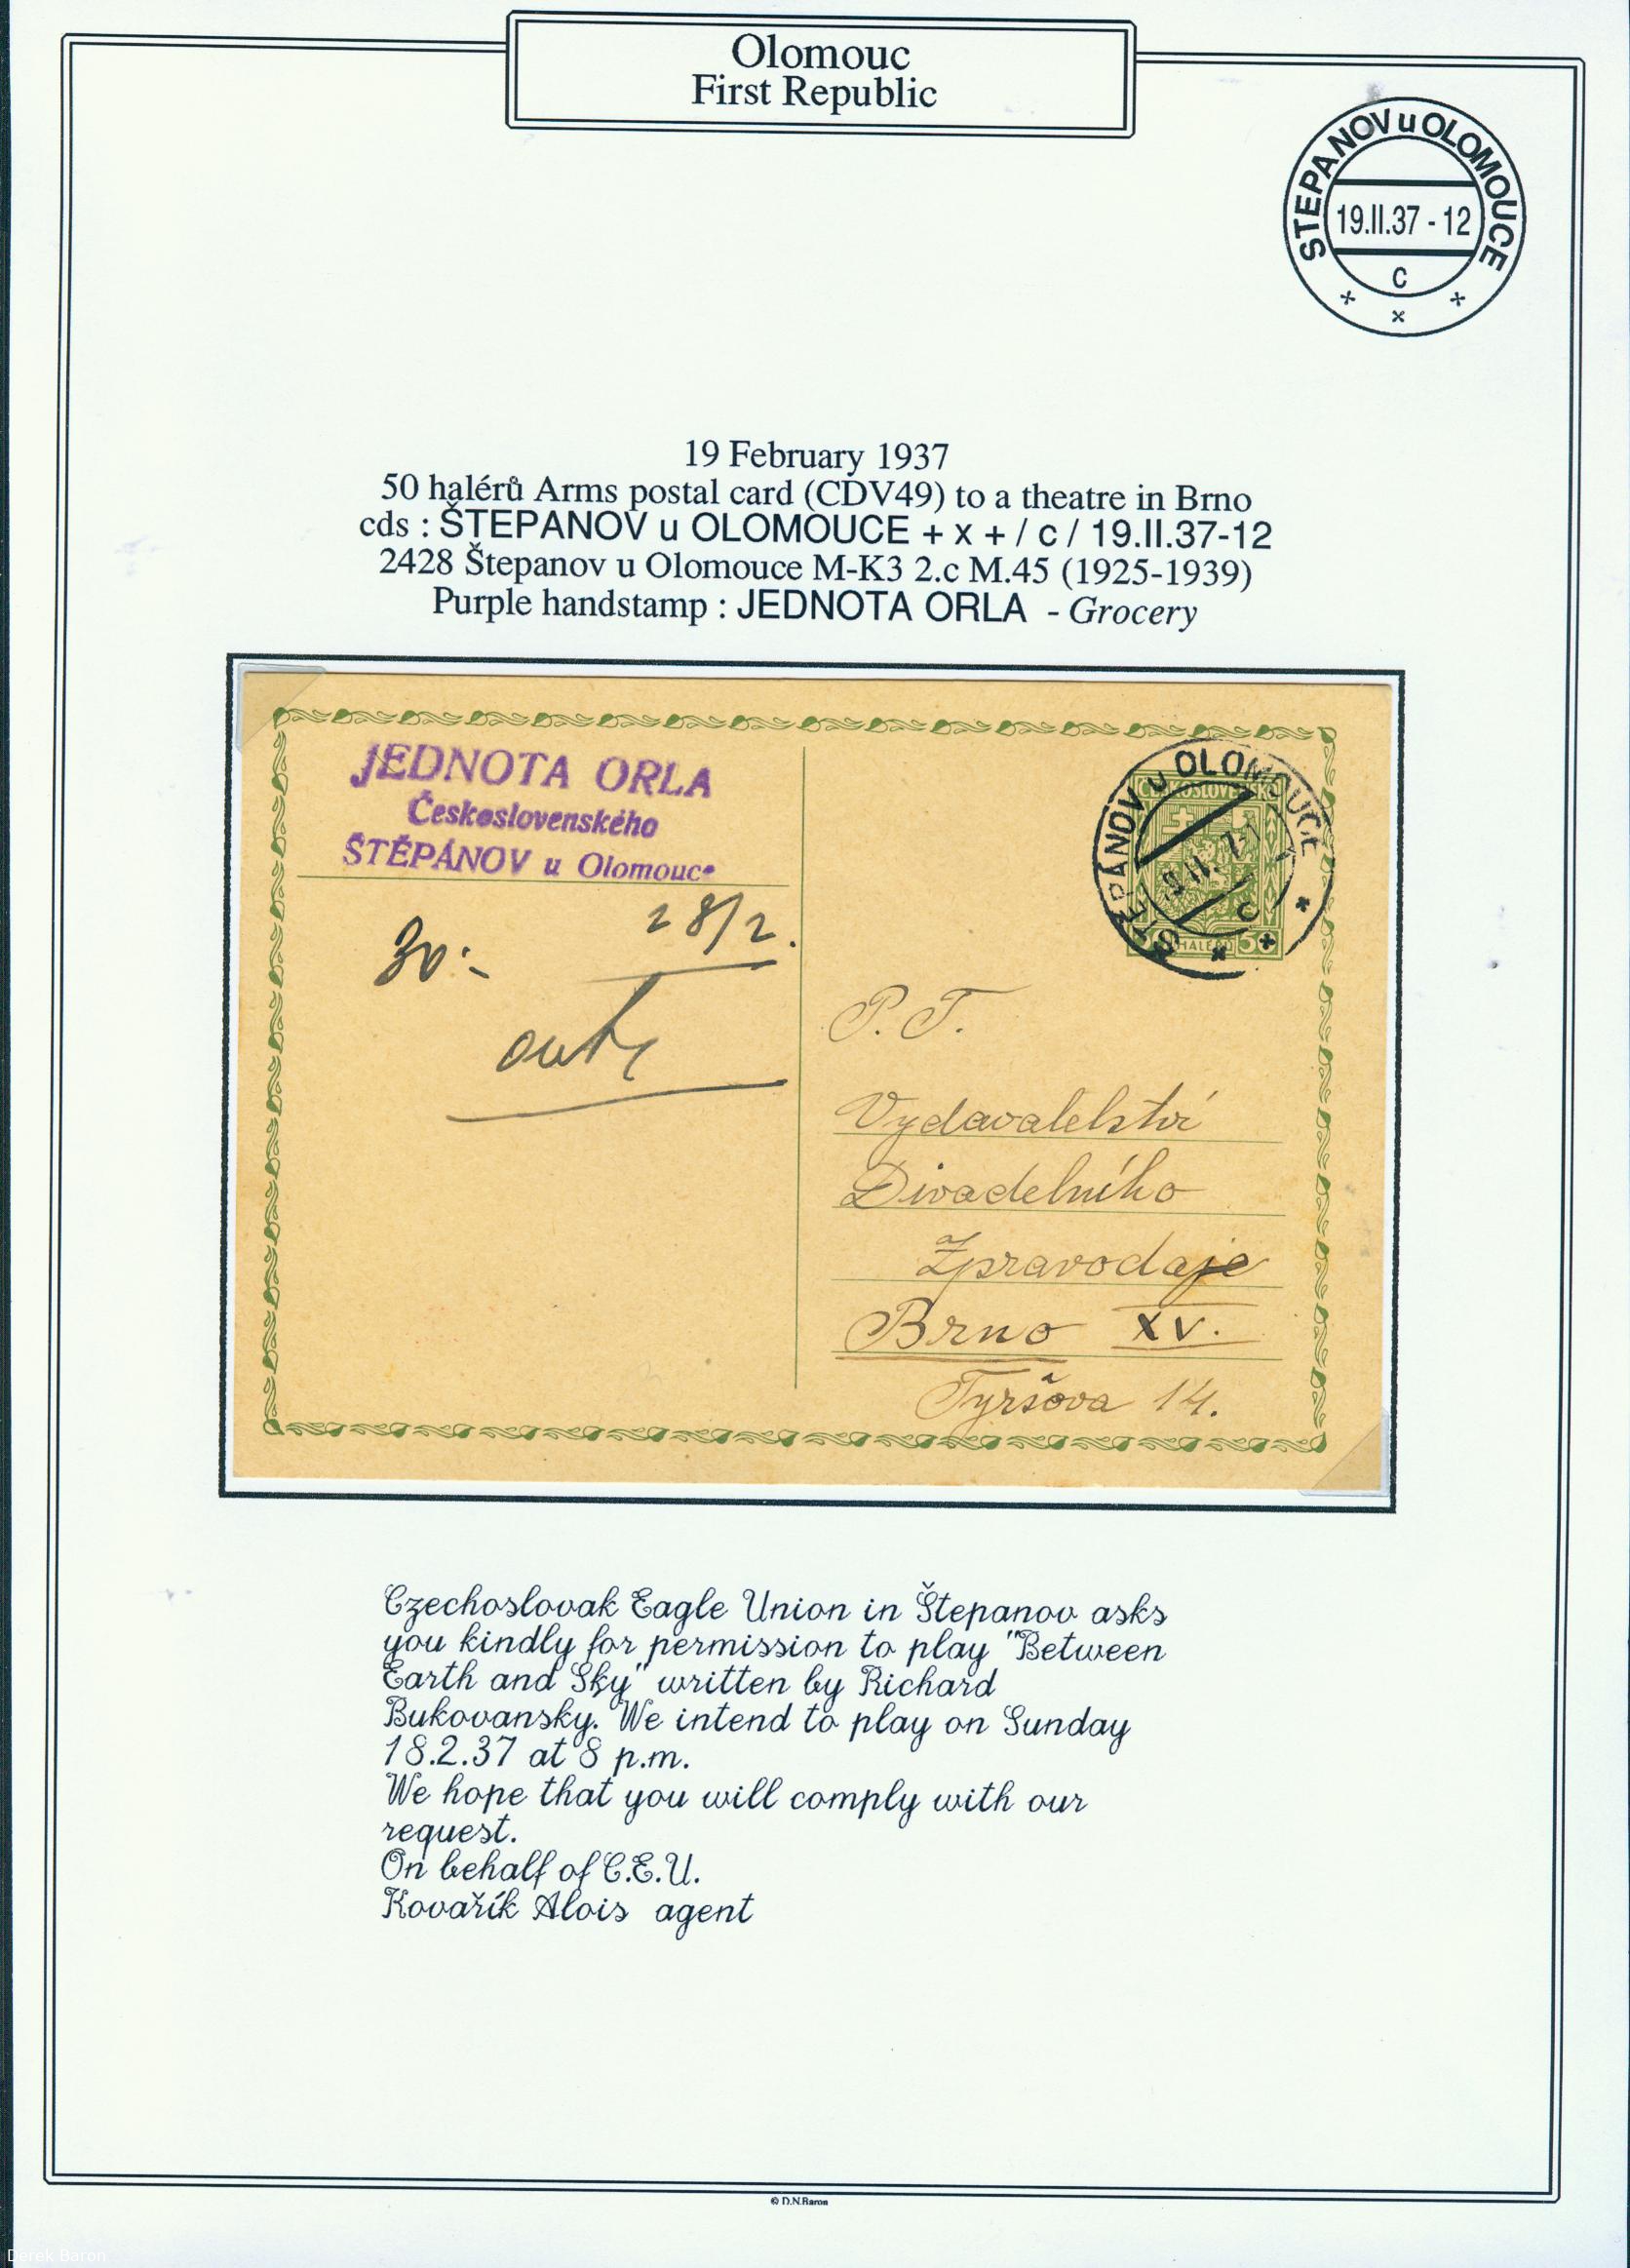 Olomouc
First Republic
STEPANOV u OLOMOUCE
19.II.37 - 12
c
19 February 1937
50 halérů Arms postal card (CDV49) to a theatre in Brno
cds : ŠTEPANOV u OLOMOUCE + x + / c / 19.II.37-12
2428 Štepanov u Olomouce M-K3 2.c M.45 (1925-1939)
Purple handstamp : JEDNOTA ORLA - Grocery
JEDNOTA ORLA
Československého
ŠTĚPÁNOV u Olomouce
ŠTĚPÁNOV u OLOMOUCE
c
ČESKOSLOVENSKO
50 HALÉŘŮ 50
28/2.
30.-
P. T.
Vydavatelství
Divadelního
Zpravodaje
Brno XV.
Tyršova 14.
Czechoslovak Eagle Union in Štepanov asks
you kindly for permission to play "Between
Earth and Sky" written by Richard
Bukovansky. We intend to play on Sunday
18.2.37 at 8 p.m.
We hope that you will comply with our
request.
On behalf of C.E.U.
Kovařík Alois agent
© D.N.Baron
Derek Baron